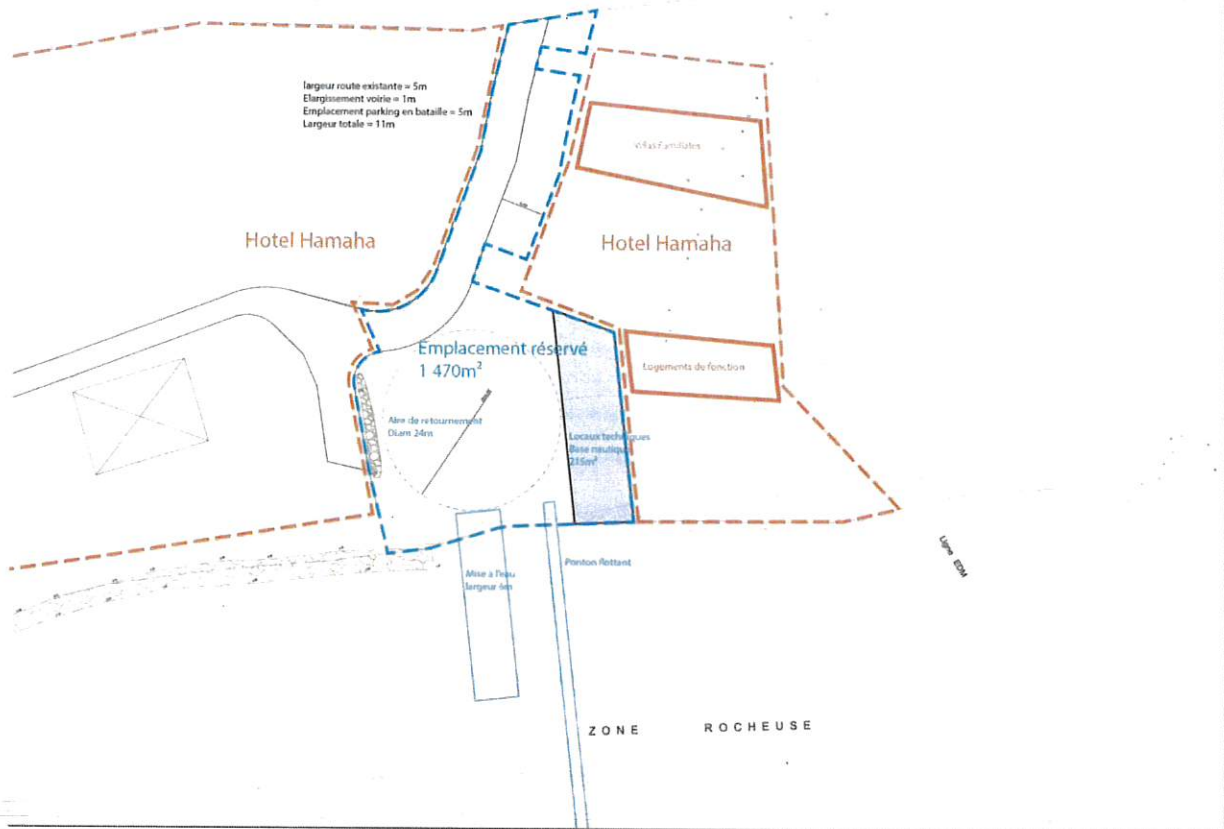 largeur route existante = 5m
Elargissement voirie = 1m
Emplacement parking en bataille = 5m
Largeur totale = 11m
Villas Familiales
Hotel Hamaha
Hotel Hamaha
Emplacement réservé
1 470m²
Logements de fonction
Aire de retournement
Diam 24m
Locaux techniques
Base nautique
215m²
Ligne EDM
Ponton flottant
Mise à l'eau
largeur 6m
ZONE ROCHEUSE